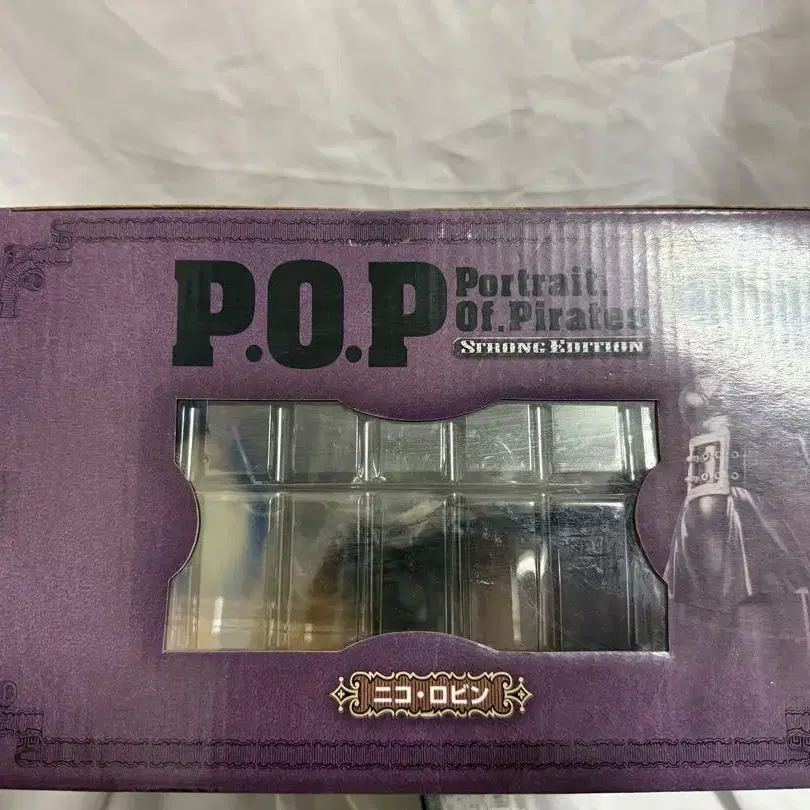 P.O.P
Portrait.
Of.Pirates
STRONG EDITION
ニコ・ロビン